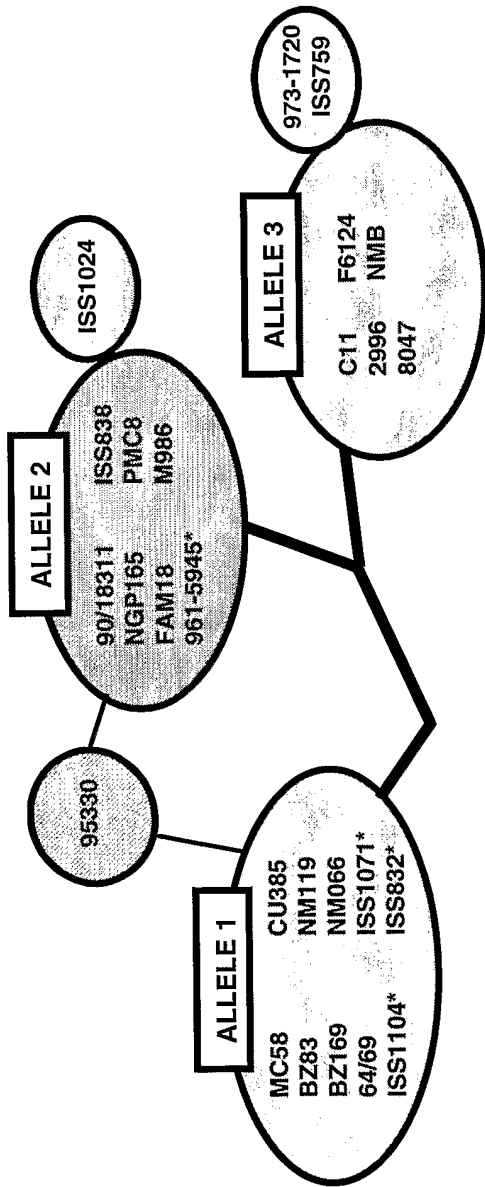 ALLELE 1
MC58 CU385
BZ83 NM119
BZ169 NM066
64/69 ISS1071*
ISS1104* ISS832*
95330
ALLELE 2
90/18311 ISS838
NGP165 PMC8
FAM18 M986
961-5945*
ISS1024
ALLELE 3
C11 F6124
2996 NMB
8047
973-1720
ISS759